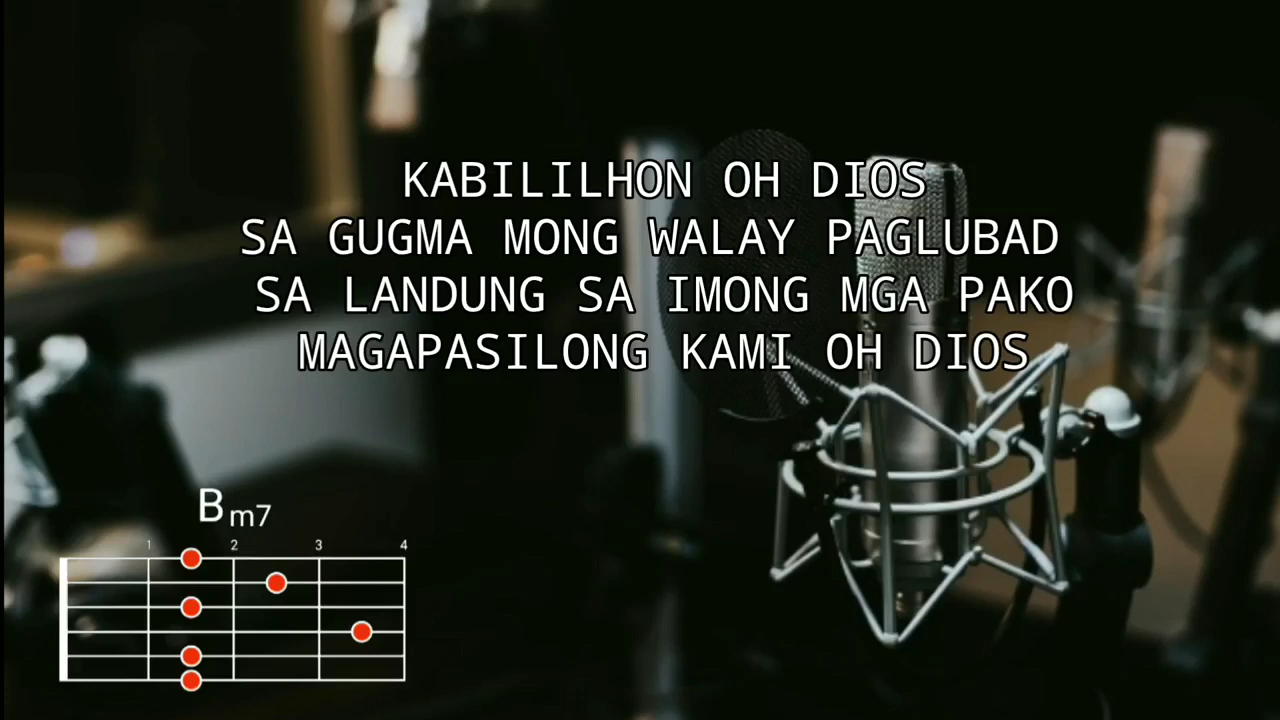 KABILILHON OH DIOS
SA GUGMA MONG WALAY PAGLUBAD
SA LANDUNG SA IMONG MGA PAKO
MAGAPASILONG KAMI OH DIOS
Bm7
1 2 3 4